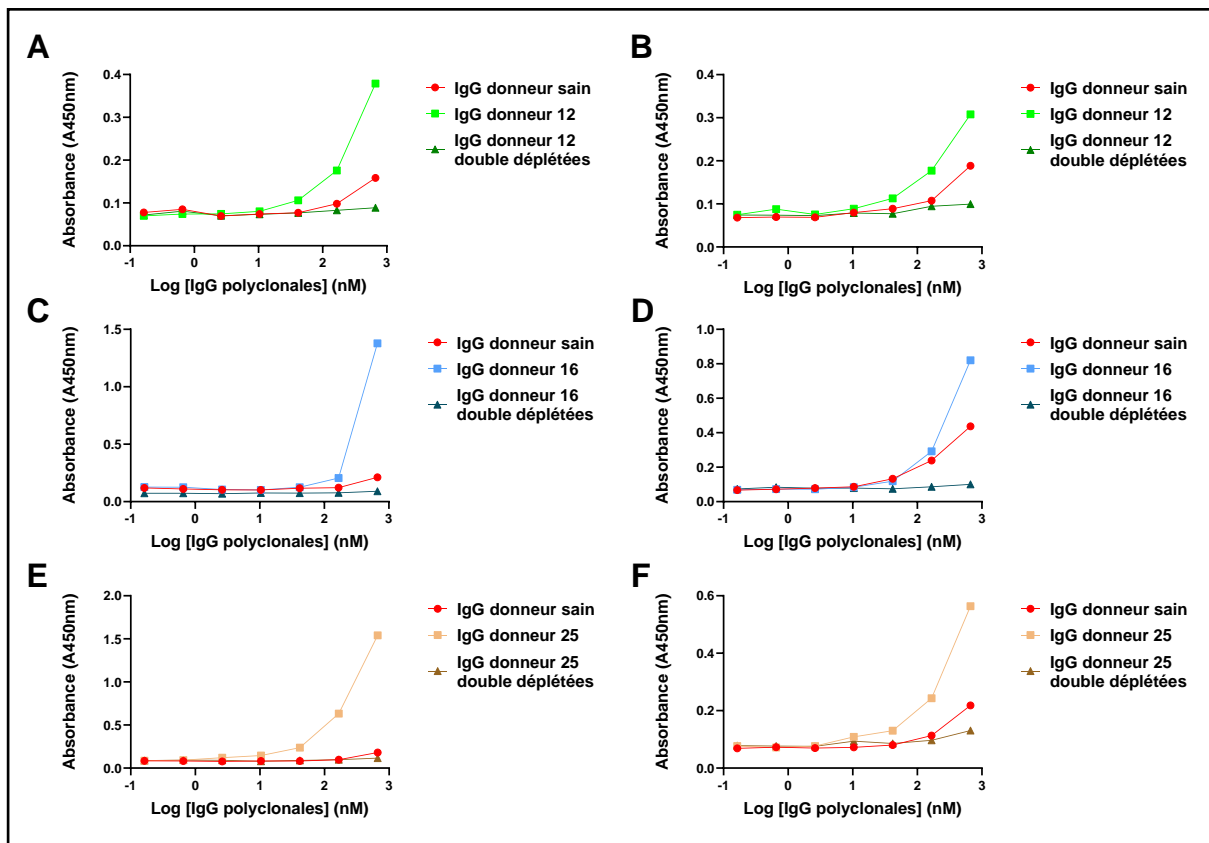 A
Absorbance (A450nm)
0.4
0.3
0.2
0.1
0.0
-1 0 1 2 3
Log [IgG polyclonales] (nM)
IgG donneur sain
IgG donneur 12
IgG donneur 12
double déplétées
B
Absorbance (A450nm)
0.4
0.3
0.2
0.1
0.0
-1 0 1 2 3
Log [IgG polyclonales] (nM)
IgG donneur sain
IgG donneur 12
IgG donneur 12
double déplétées
C
Absorbance (A450nm)
1.5
1.0
0.5
0.0
-1 0 1 2 3
Log [IgG polyclonales] (nM)
IgG donneur sain
IgG donneur 16
IgG donneur 16
double déplétées
D
Absorbance (A450nm)
1.0
0.8
0.6
0.4
0.2
0.0
-1 0 1 2 3
Log [IgG polyclonales] (nM)
IgG donneur sain
IgG donneur 16
IgG donneur 16
double déplétées
E
Absorbance (A450nm)
2.0
1.5
1.0
0.5
0.0
-1 0 1 2 3
Log [IgG polyclonales] (nM)
IgG donneur sain
IgG donneur 25
IgG donneur 25
double déplétées
F
Absorbance (A450nm)
0.6
0.4
0.2
0.0
-1 0 1 2 3
Log [IgG polyclonales] (nM)
IgG donneur sain
IgG donneur 25
IgG donneur 25
double déplétées